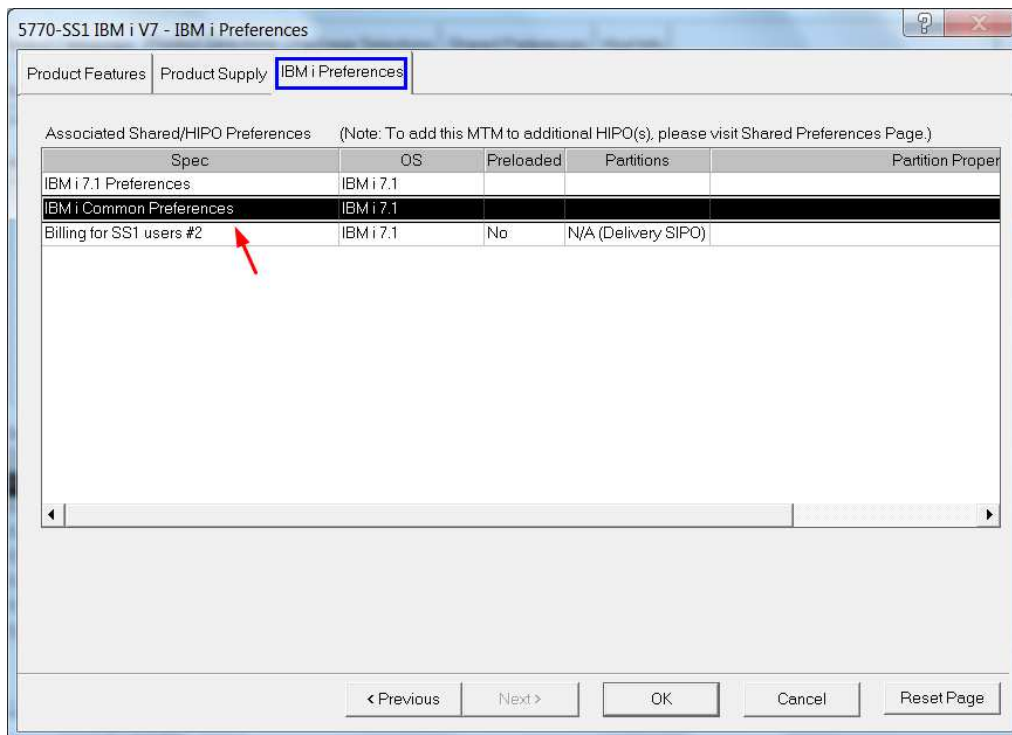 5770-SS1 IBM i V7 - IBM i Preferences
Product Features Product Supply IBM i Preferences
Associated Shared/HIPO Preferences (Note: To add this MTM to additional HIPO(s), please visit Shared Preferences Page.)
Spec OS Preloaded Partitions Partition Proper
IBM i 7.1 Preferences IBM i 7.1
IBM i Common Preferences IBM i 7.1
Billing for SS1 users #2 IBM i 7.1 No N/A (Delivery SIPO)
< Previous Next > OK Cancel Reset Page